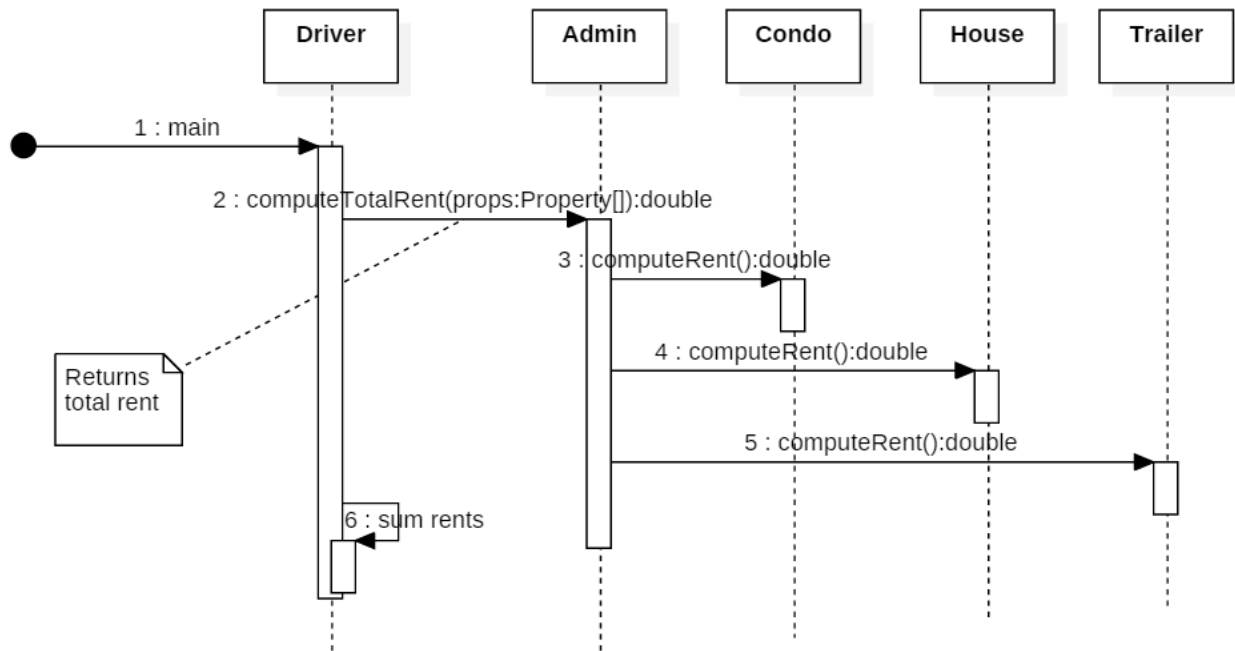 Driver
Admin
Condo
House
Trailer
1 : main
2 : computeTotalRent(props:Property[]):double
3 : computeRent():double
4 : computeRent():double
Returns
total rent
5 : computeRent():double
6 : sum rents